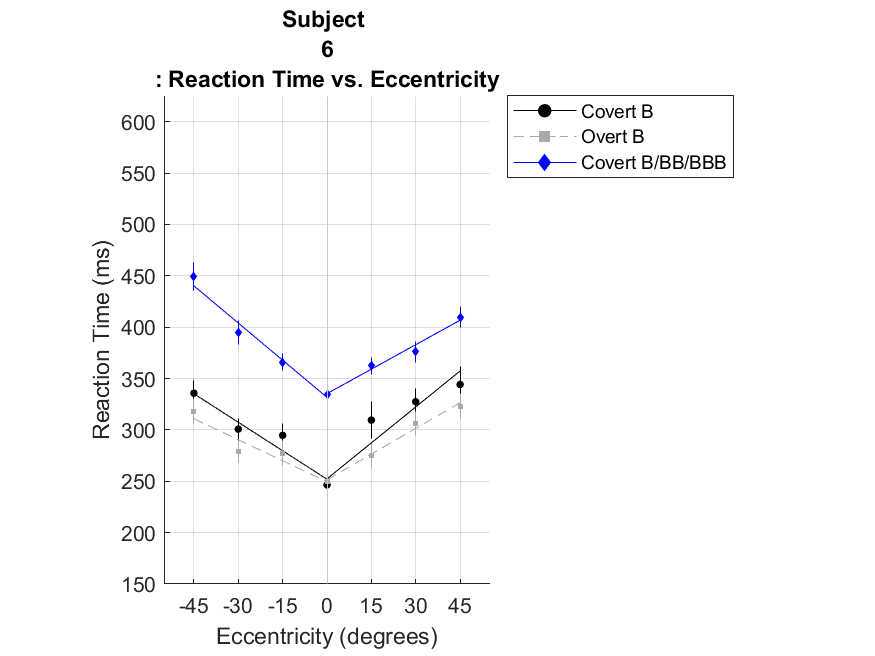 Subject
6
: Reaction Time vs. Eccentricity
Covert B
Overt B
Covert B/BB/BBB
600
550
500
450
400
350
300
250
200
150
Reaction Time (ms)
-45 -30 -15 0 15 30 45
Eccentricity (degrees)